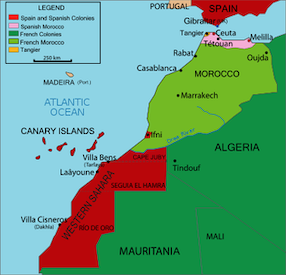 LEGEND
Spain and Spanish Colonies
Spanish Morocco
French Colonies
French Morocco
Tangier
250 km
PORTUGAL
SPAIN
Gibraltar
Tangier
Ceuta
Tétouan
Melilla
Oujda
Rabat
Casablanca
MADEIRA (Port.)
MOROCCO
Marrakech
ATLANTIC
OCEAN
CANARY ISLANDS
Ifni
Draa River
ALGERIA
Villa Bens
(Tarfaya)
CAPE JUBY
Tindouf
Laâyoune
SEGUIA EL HAMRA
WESTERN SAHARA
Villa Cisneros
(Dakhla)
RIO DE ORO
MALI
MAURITANIA